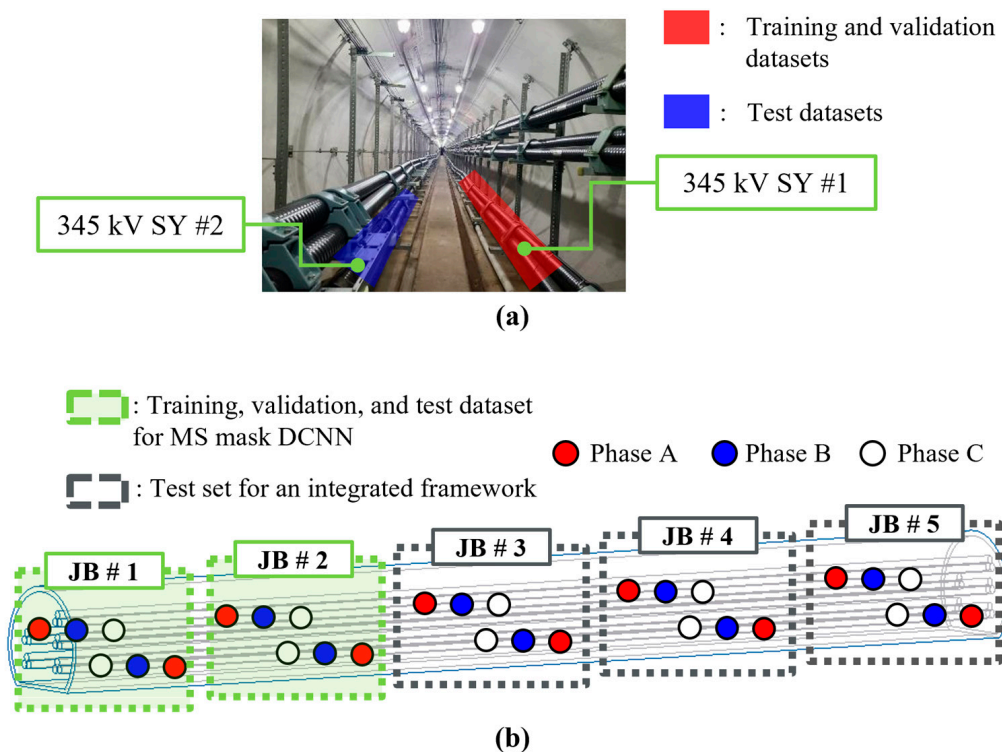 : Training and validation
datasets
: Test datasets
345 kV SY #1
345 kV SY #2
(a)
: Training, validation, and test dataset
for MS mask DCNN
: Test set for an integrated framework
Phase A
Phase B
Phase C
JB # 1
JB # 2
JB # 3
JB # 4
JB # 5
(b)